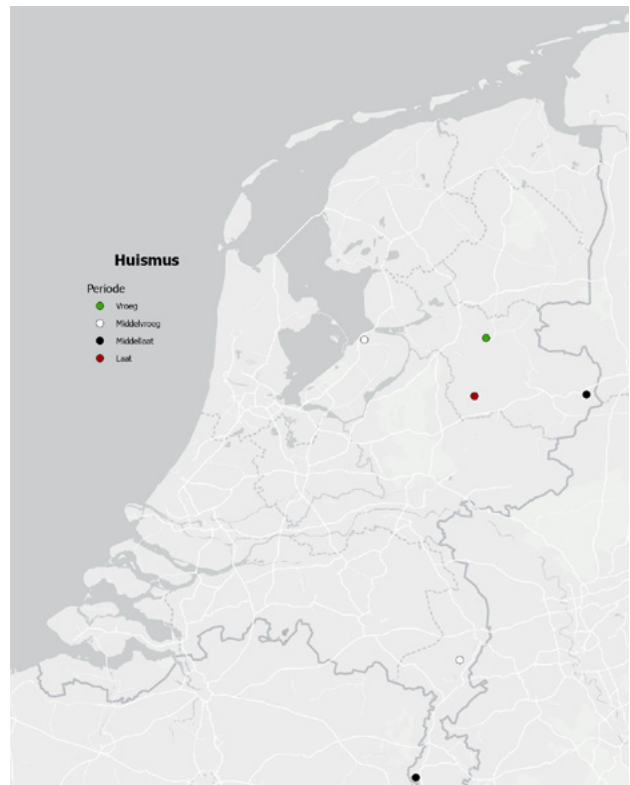 Huismus
Periode
Vroeg
Middelvroeg
Middellaat
Laat